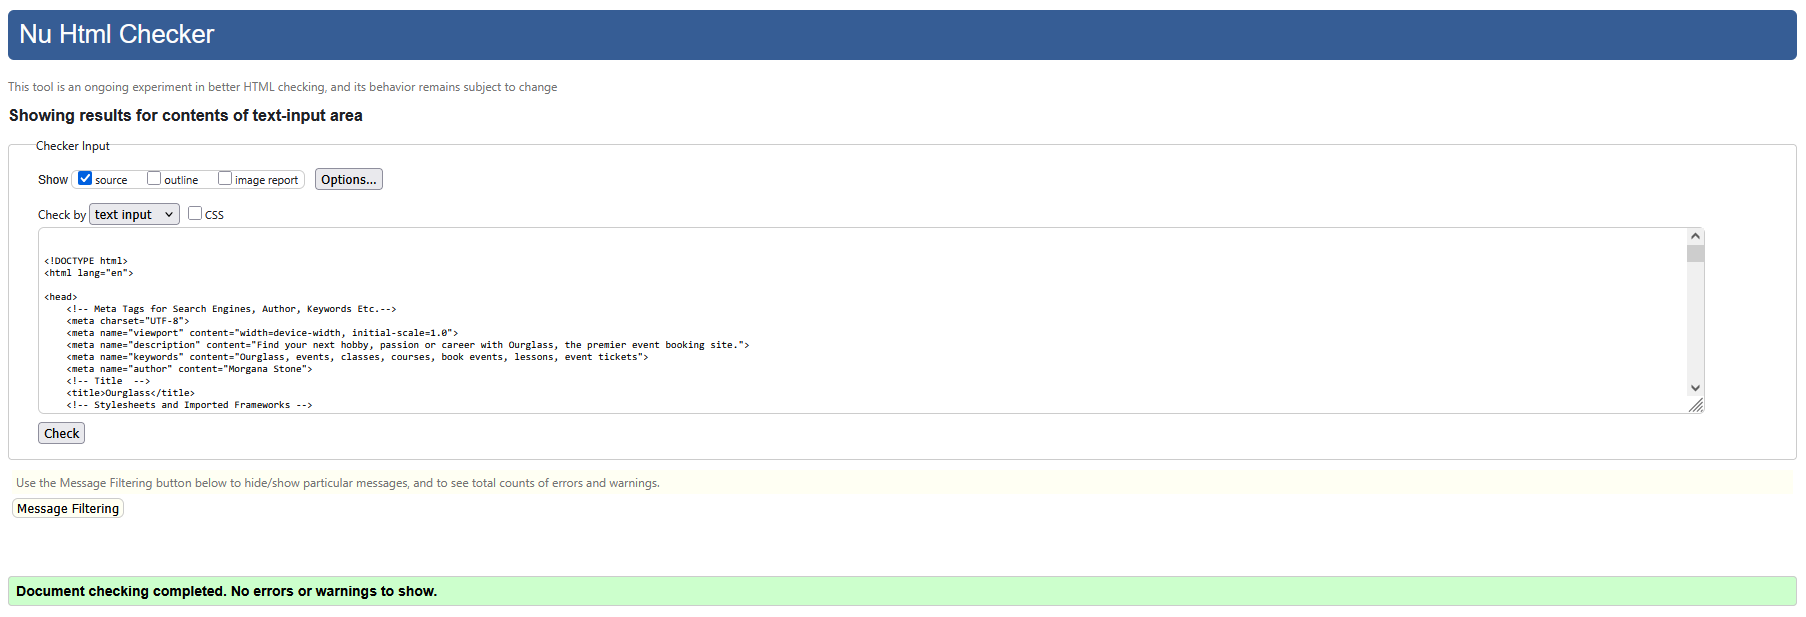 Nu Html Checker
This tool is an ongoing experiment in better HTML checking, and its behavior remains subject to change
Showing results for contents of text-input area
Checker Input
Show source outline image report Options...
Check by text input CSS
<!DOCTYPE html>
<html lang="en">
<head>
<!-- Meta Tags for Search Engines, Author, Keywords Etc.-->
<meta charset="UTF-8">
<meta name="viewport" content="width=device-width, initial-scale=1.0">
<meta name="description" content="Find your next hobby, passion or career with Ourglass, the premier event booking site.">
<meta name="keywords" content="Ourglass, events, classes, courses, book events, lessons, event tickets">
<meta name="author" content="Morgana Stone">
<!-- Title  -->
<title>Ourglass</title>
<!-- Stylesheets and Imported Frameworks -->
Check
Use the Message Filtering button below to hide/show particular messages, and to see total counts of errors and warnings.
Message Filtering
Document checking completed. No errors or warnings to show.